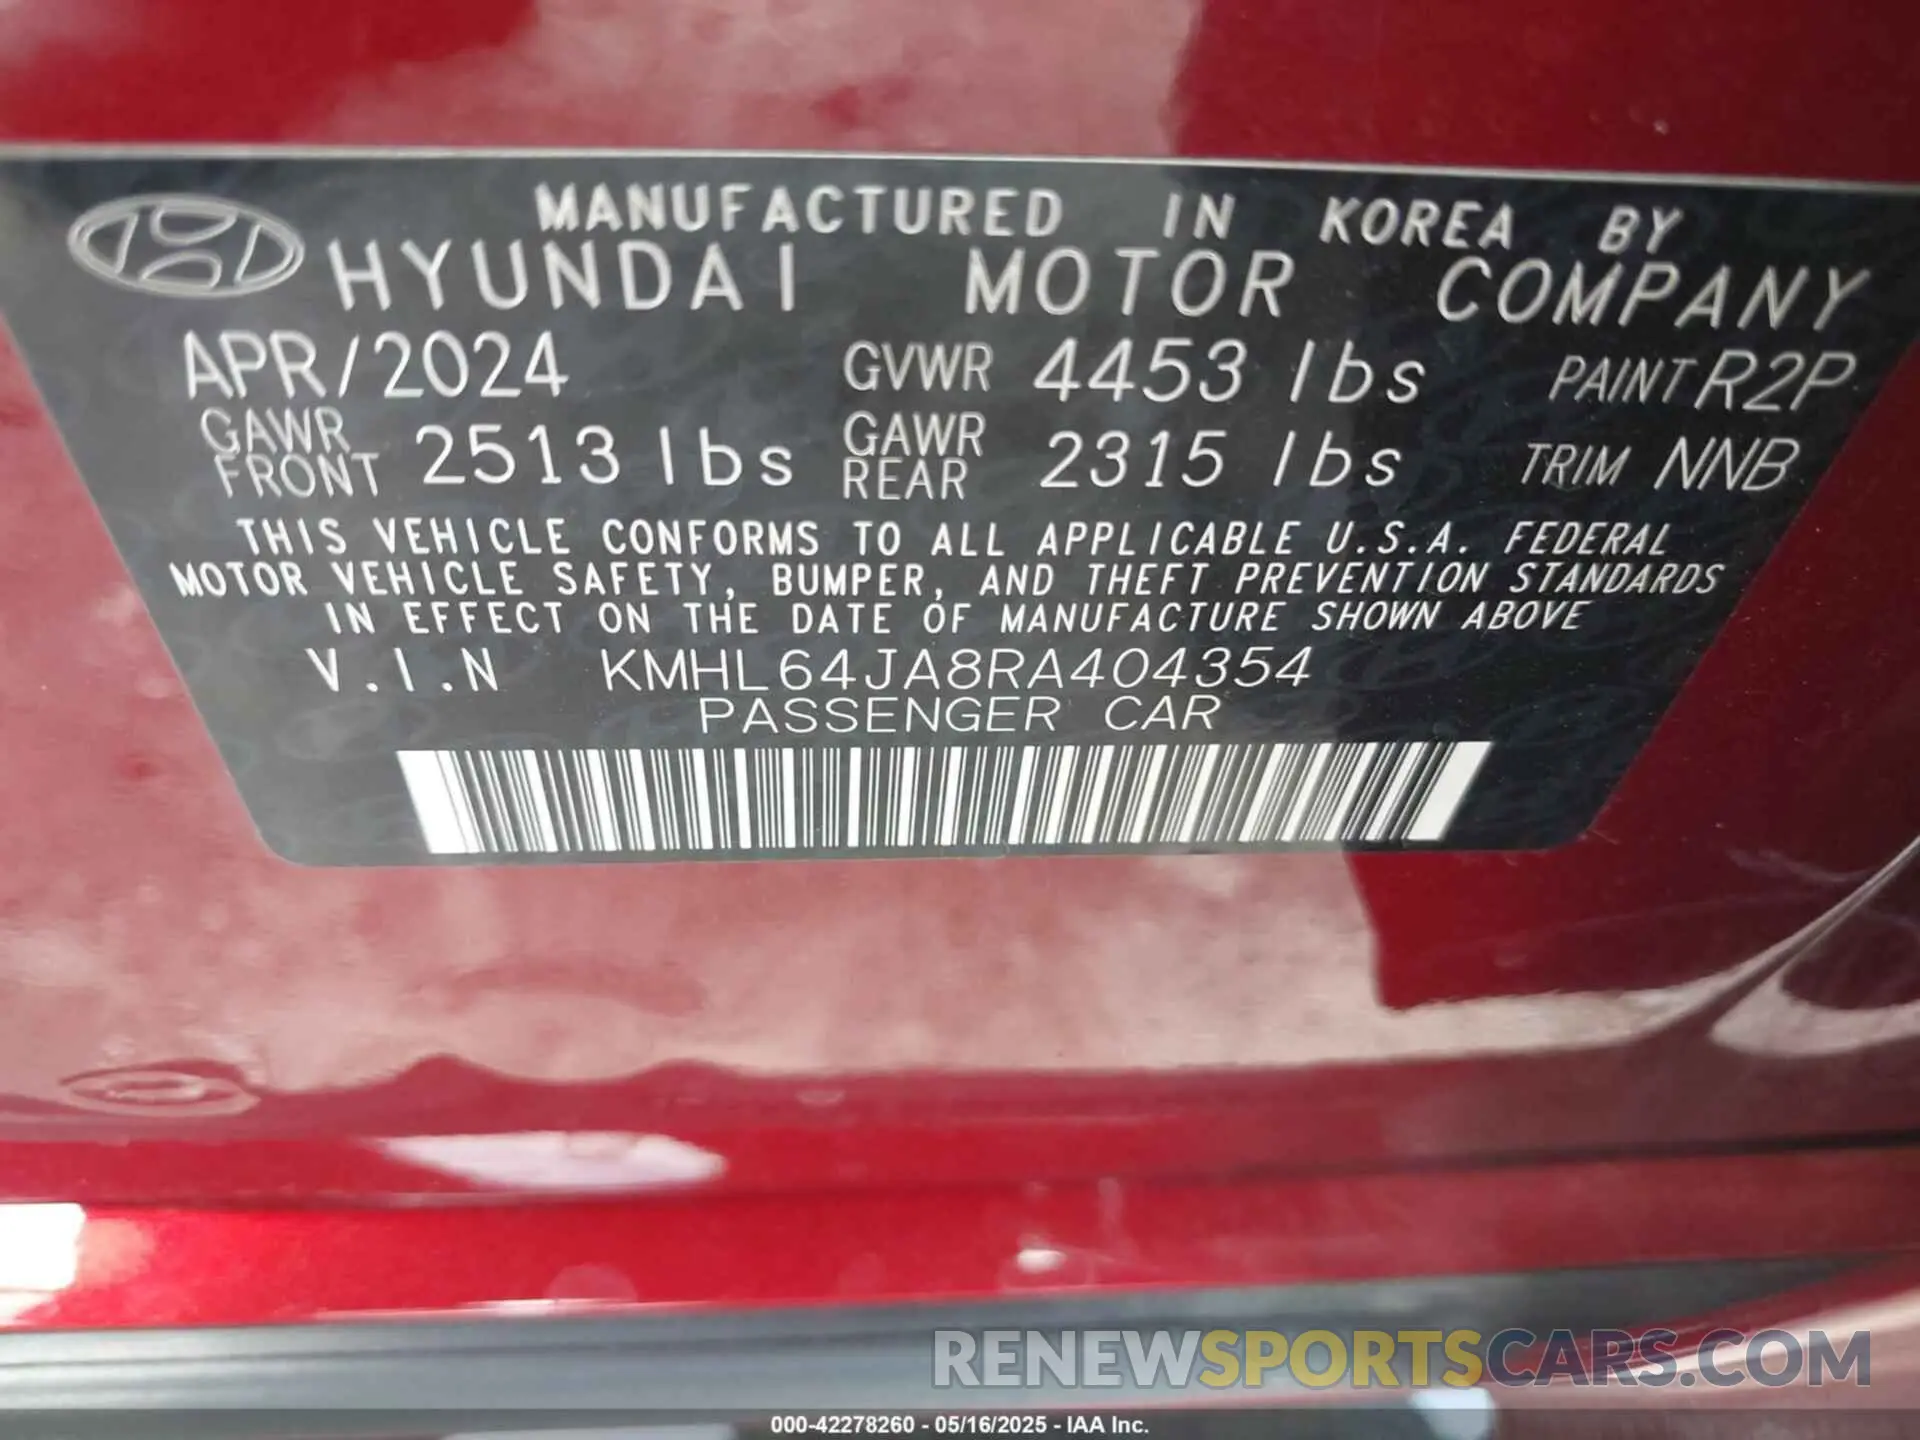 MANUFACTURED IN KOREA BY
HYUNDAI MOTOR COMPANY
APR/2024 GVWR 4453 lbs PAINT R2P
GAWR FRONT 2513 lbs GAWR REAR 2315 lbs TRIM NNB
THIS VEHICLE CONFORMS TO ALL APPLICABLE U.S.A. FEDERAL
MOTOR VEHICLE SAFETY, BUMPER, AND THEFT PREVENTION STANDARDS
IN EFFECT ON THE DATE OF MANUFACTURE SHOWN ABOVE
V.I.N KMHL64JA8RA404354
PASSENGER CAR
RENEWSPORTSCARS.COM
000-42278260 - 05/16/2025 - IAA Inc.